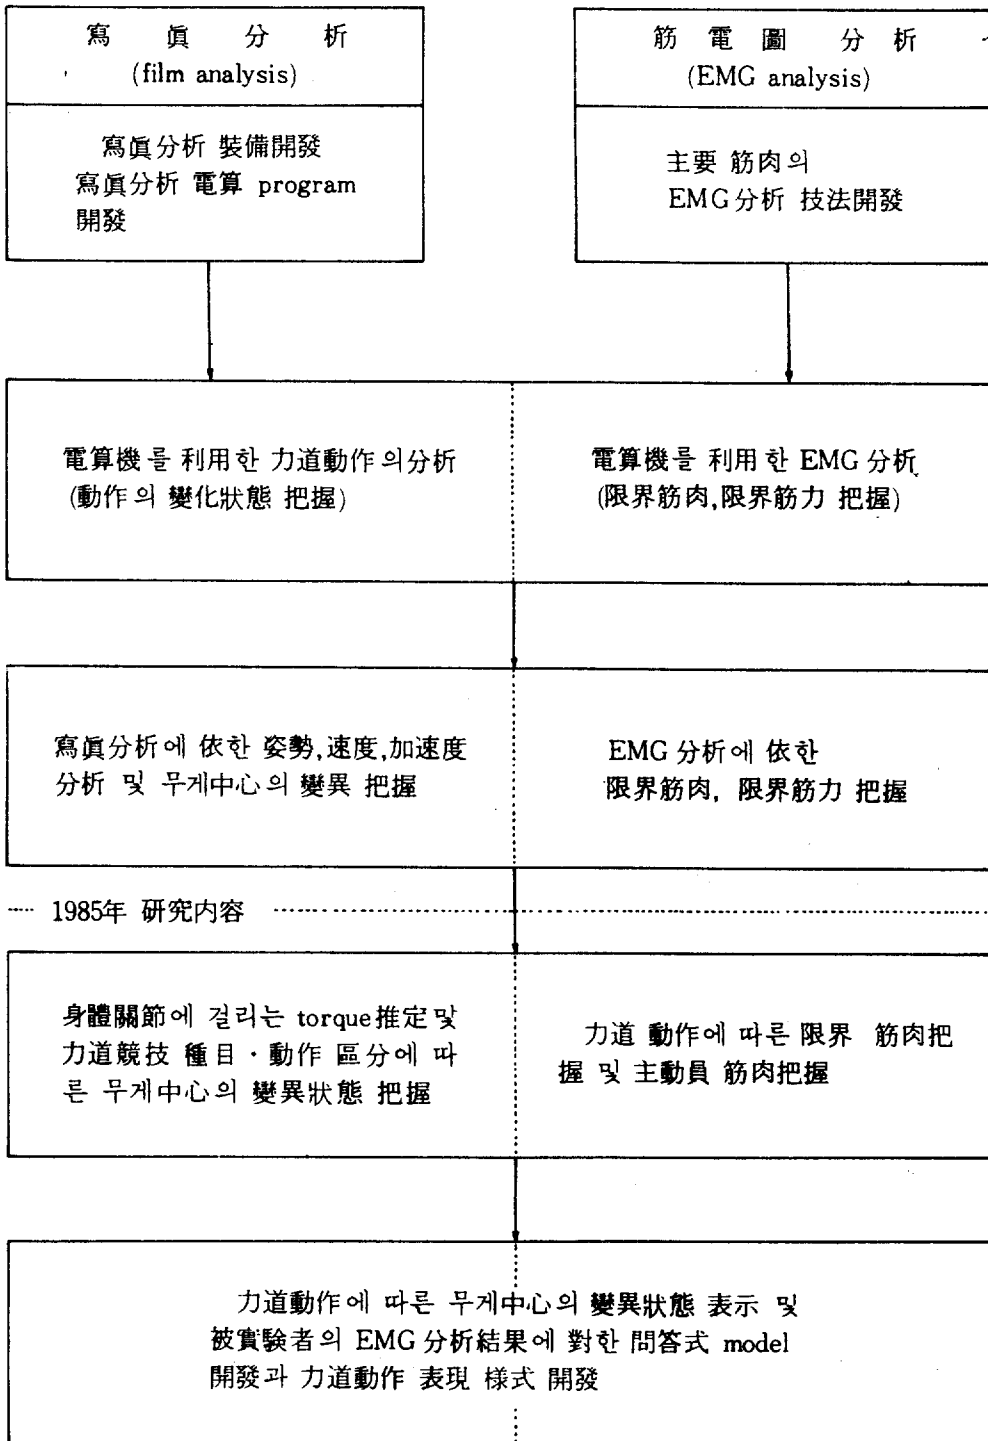 寫眞分析
(film analysis)
寫眞分析 裝備開發
寫眞分析 電算 program
開發
筋電圖分析
(EMG analysis)
主要 筋肉의
EMG分析 技法開發
電算機를 利用한 力道動作의分析
(動作의 變化狀態 把握)
電算機를 利用한 EMG分析
(限界筋肉,限界筋力 把握)
寫眞分析에 依한 姿勢,速度,加速度
分析 및 무게中心의 變異 把握
EMG分析에 依한
限界筋肉, 限界筋力 把握
1985年 研究内容
身體關節에 걸리는 torque推定및
力道競技 種目・動作 區分에 따
른 무게中心의 變異狀態 把握
力道 動作에 따른 限界 筋肉把
握 및 主動員 筋肉把握
力道動作에 따른 무게中心의 變異狀態 表示 및
被實驗者의 EMG分析結果에 對한 問答式 model
開發과 力道動作 表現 樣式 開發